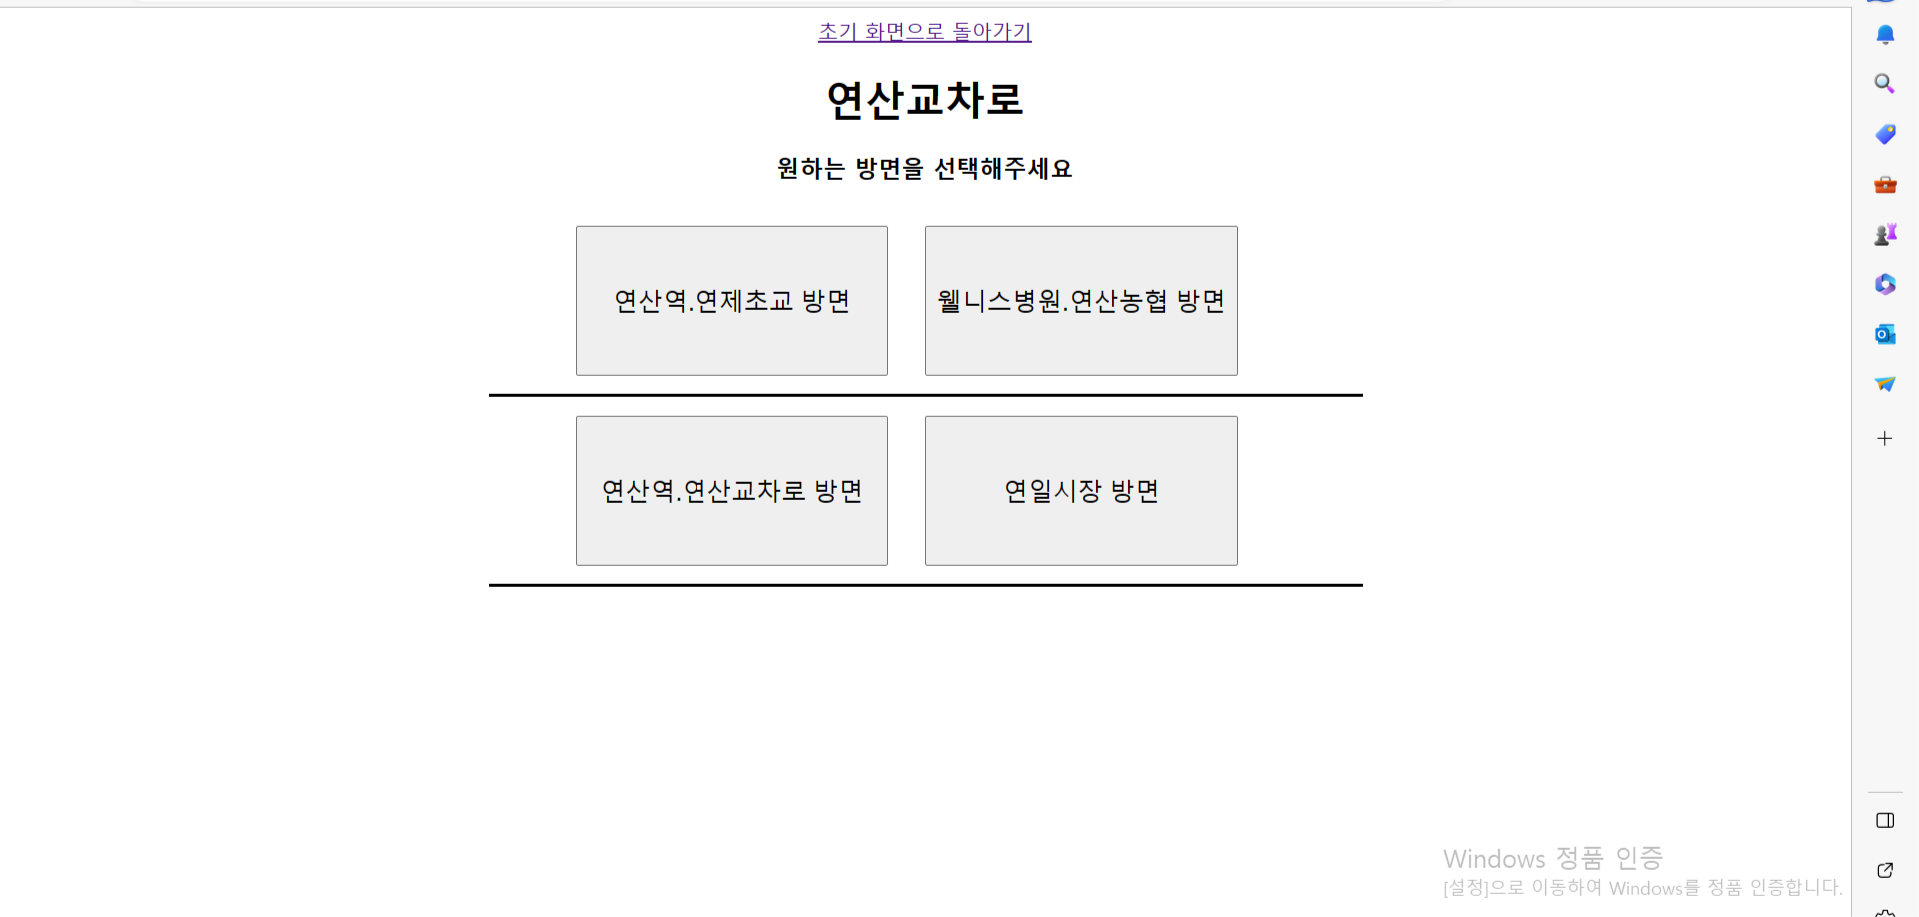 초기 화면으로 돌아가기
연산교차로
원하는 방면을 선택해주세요
연산역.연제초교 방면
웰니스병원.연산농협 방면
연산역.연산교차로 방면
연일시장 방면
Windows 정품 인증
[설정]으로 이동하여 Windows를 정품 인증합니다.